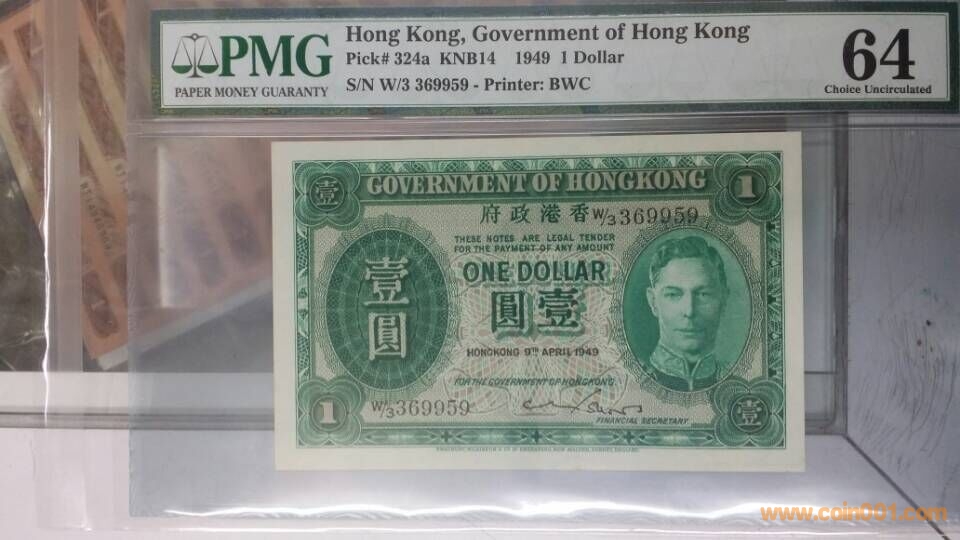 PMG
PAPER MONEY GUARANTY
Hong Kong, Government of Hong Kong
Pick# 324a KNB14 1949 1 Dollar
S/N W/3 369959 - Printer: BWC
64
Choice Uncirculated
壹
GOVERNMENT OF HONGKONG
1
府政港香
W/3 369959
THESE NOTES ARE LEGAL TENDER
FOR THE PAYMENT OF ANY AMOUNT
ONE DOLLAR
壹圓
圓壹
HONGKONG 9TH APRIL 1949
FOR THE GOVERNMENT OF HONGKONG.
W/3 369959
FINANCIAL SECRETARY.
1
壹
www.coin001.com